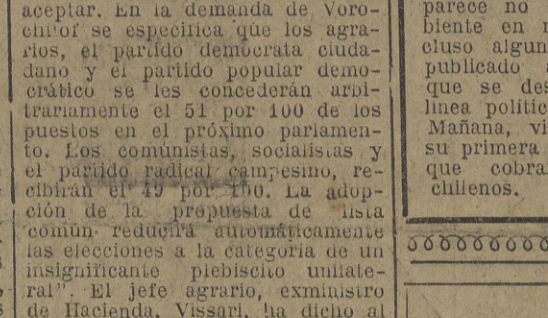 aceptar. En la demanda de Voro-
chilof se especifica que los agra-
rios, el partido demócrata ciuda-
dano y el partido popular demo-
crático se les concederán arbi-
trariamente el 51 por 100 de los
puestos en el próximo parlamen-
to. Los comunistas, socialistas y
el partido radical campesino, re-
cibirán el 49 por 100. La adop-
ción de la propuesta de lista
común reducirá automáticamente
las elecciones a la categoría de un
insignificante plebiscito unilate-
ral". El jefe agrario, exministro
de Hacienda, Vissari, ha dicho al
parece no
biente en
cluso algun
publicado
que se des
línea polític
Mañana, vi
su primera
que cobra
chilenos.